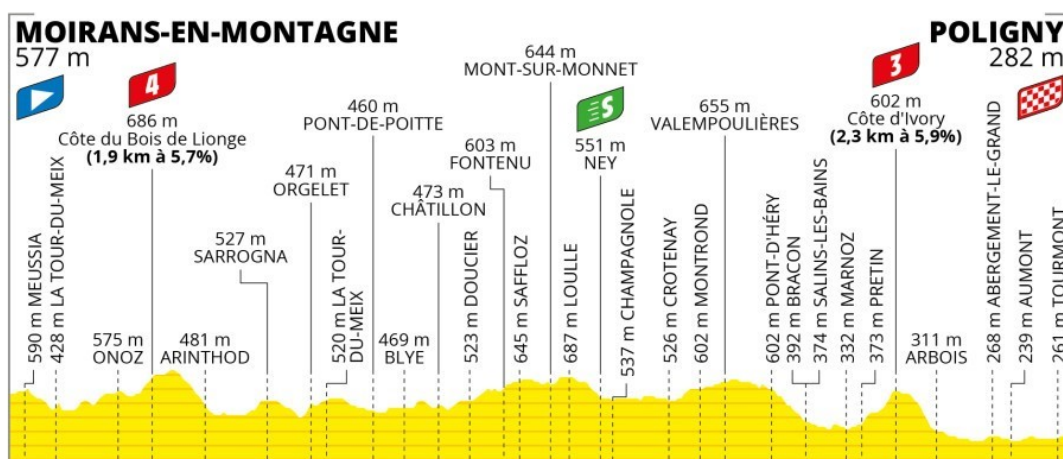 MOIRANS-EN-MONTAGNE
577 m
POLIGNY
282 m
4
686 m
Côte du Bois de Lionge
(1,9 km à 5,7%)
460 m
PONT-DE-POITTE
644 m
MONT-SUR-MONNET
S
551 m
NEY
655 m
VALEMPOULIÈRES
3
602 m
Côte d'Ivory
(2,3 km à 5,9%)
603 m
FONTENU
471 m
ORGELET
473 m
CHÂTILLON
527 m
SARROGNA
590 m MEUSSIA
428 m LA TOUR-DU-MEIX
575 m
ONOZ
481 m
ARINTHOD
520 m LA TOUR-
DU-MEIX
469 m
BLYE
523 m DOUCIER
645 m SAFFLOZ
687 m LOULLE
537 m CHAMPAGNOLE
526 m CROTENAY
602 m MONTROND
602 m PONT-D'HÉRY
392 m BRACON
374 m SALINS-LES-BAINS
332 m MARNOZ
373 m PRETIN
311 m
ARBOIS
268 m ABERGEMENT-LE-GRAND
239 m AUMONT
261 m TOURMONT